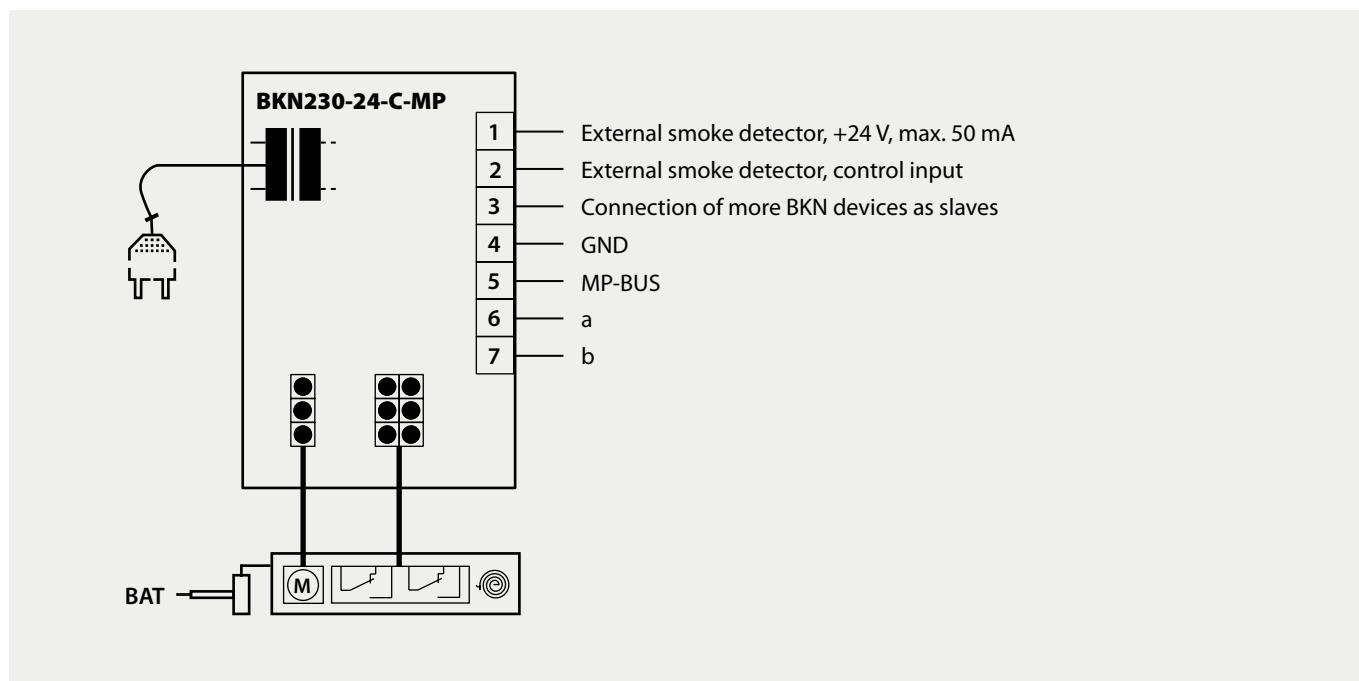 BKN230-24-C-MP
1 External smoke detector, +24 V, max. 50 mA
2 External smoke detector, control input
3 Connection of more BKN devices as slaves
4 GND
5 MP-BUS
6 a
7 b
BAT
M